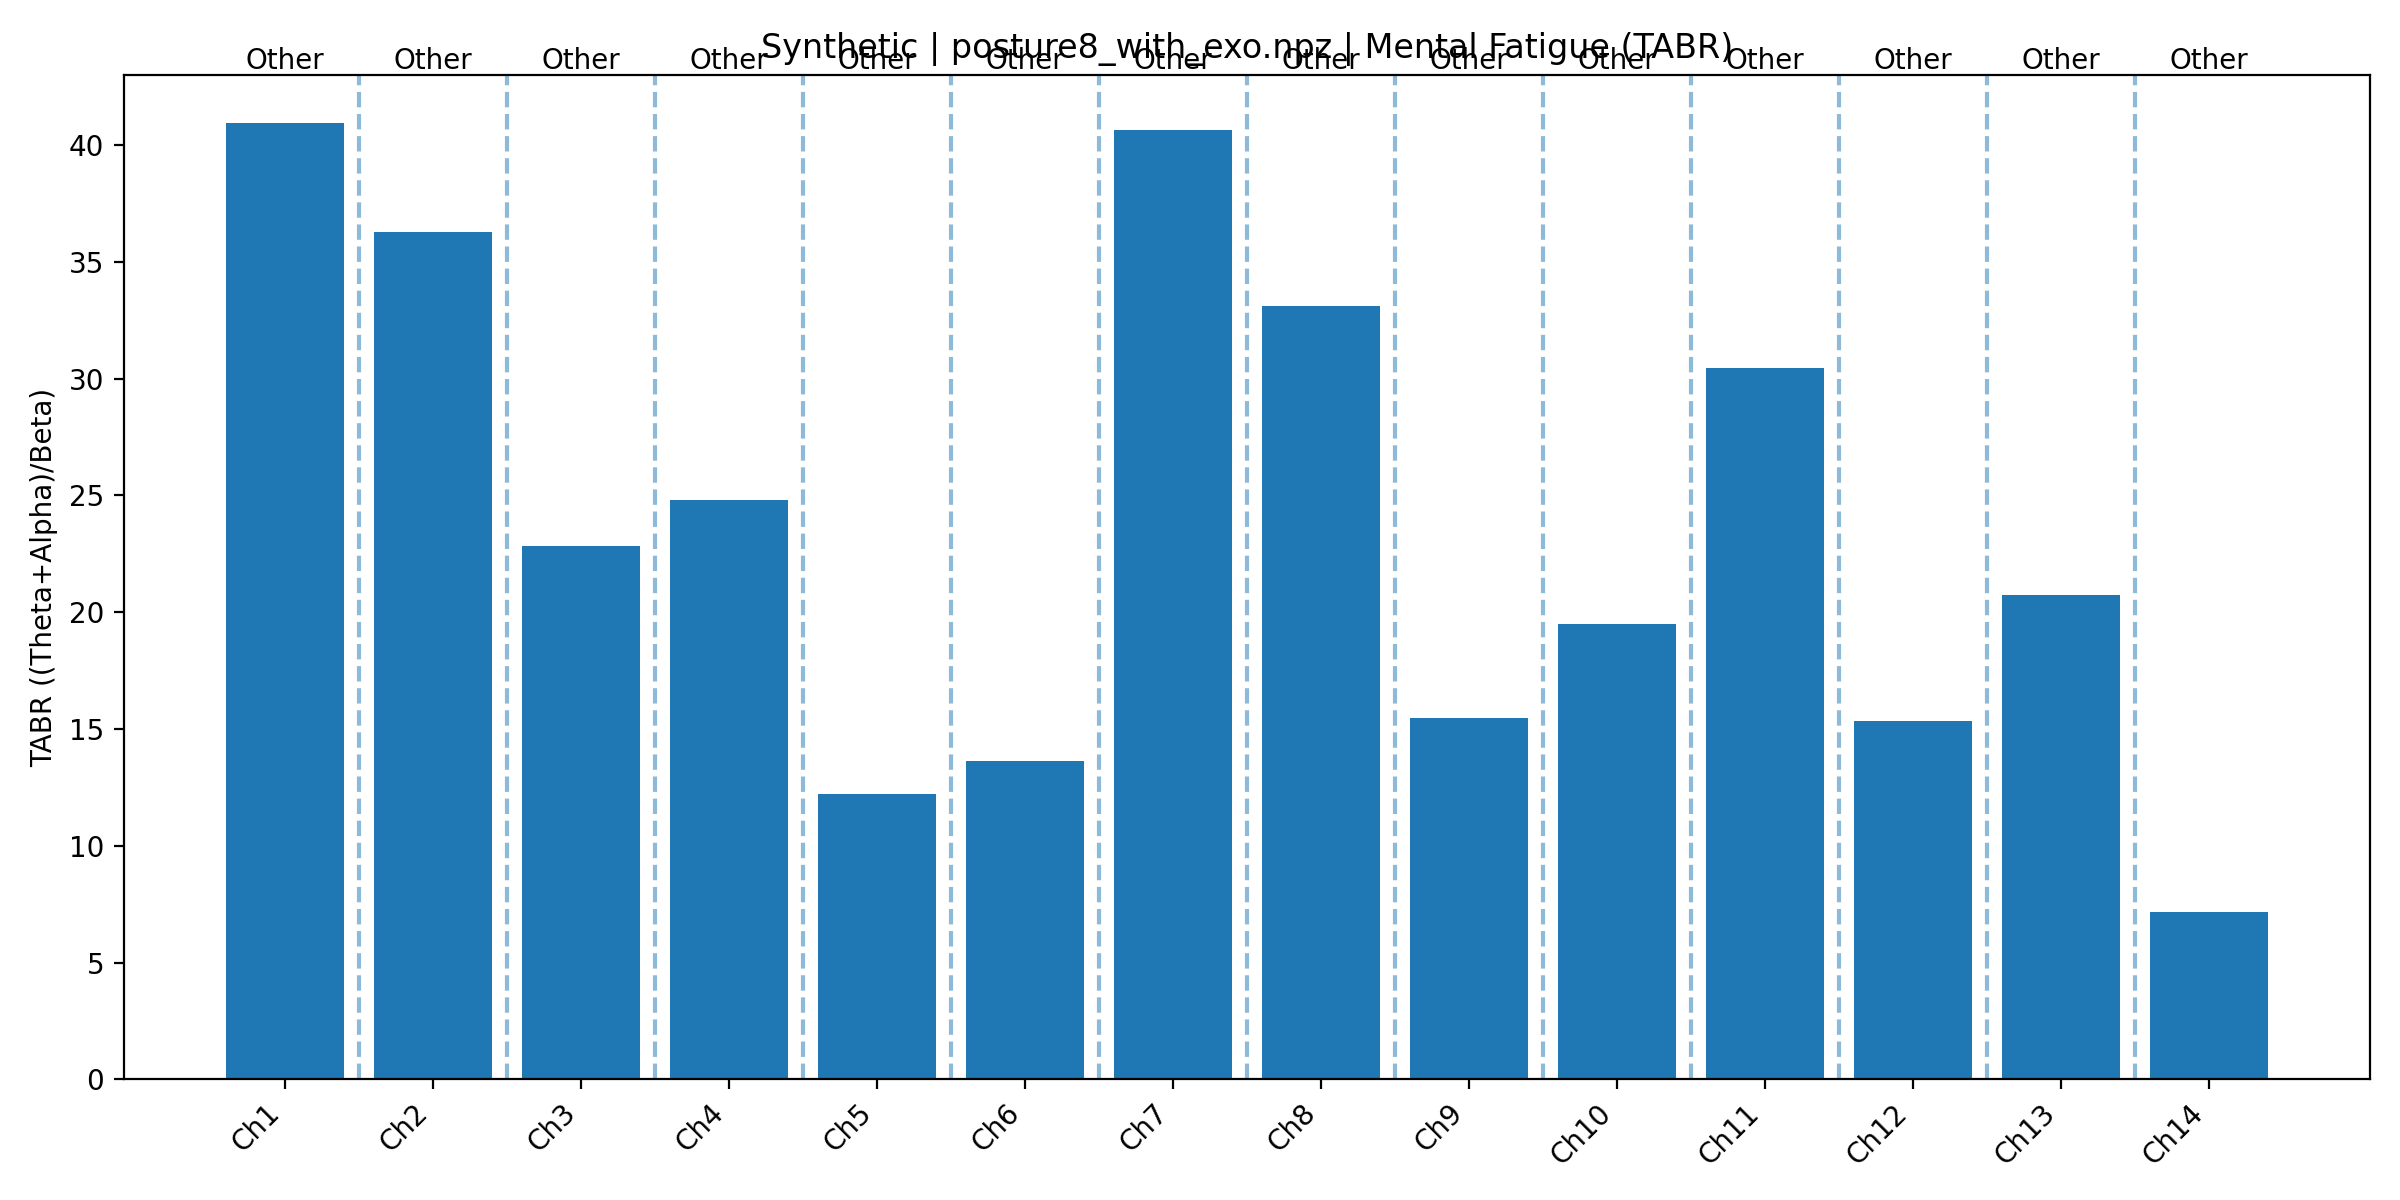 Synthetic | posture8_with_exo.npz | Mental Fatigue (TABR)
Other Other Other Other Other Other Other Other Other Other Other Other Other Other
TABR ((Theta+Alpha)/Beta)
40
35
30
25
20
15
10
5
0
Ch1 Ch2 Ch3 Ch4 Ch5 Ch6 Ch7 Ch8 Ch9 Ch10 Ch11 Ch12 Ch13 Ch14